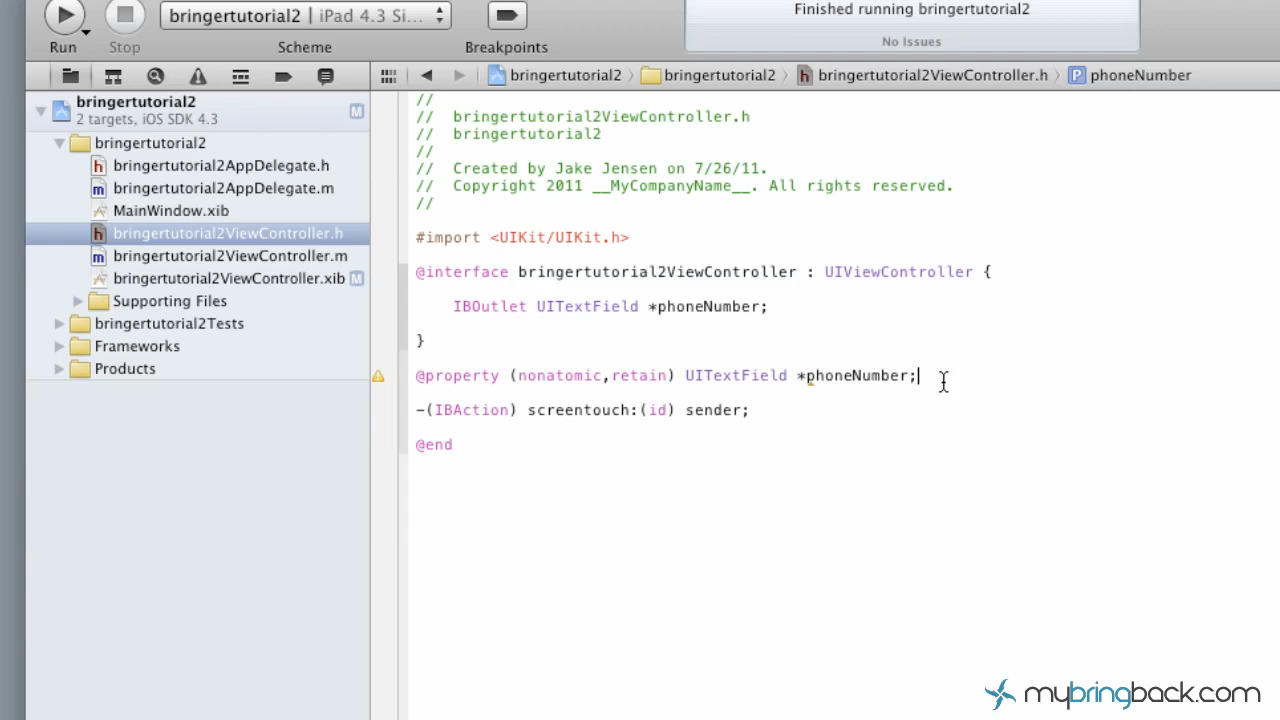 bringertutorial2 | iPad 4.3 Si...
Finished running bringertutorial2
No Issues
Run
Stop
Scheme
Breakpoints
bringertutorial2
bringertutorial2
bringertutorial2ViewController.h
phoneNumber
bringertutorial2
M
2 targets, iOS SDK 4.3
bringertutorial2
bringertutorial2AppDelegate.h
bringertutorial2AppDelegate.m
MainWindow.xib
bringertutorial2ViewController.h
bringertutorial2ViewController.m
bringertutorial2ViewController.xib M
Supporting Files
bringertutorial2Tests
Frameworks
Products
//
// bringertutorial2ViewController.h
// bringertutorial2
//
// Created by Jake Jensen on 7/26/11.
// Copyright 2011 __MyCompanyName__. All rights reserved.
//
#import <UIKit/UIKit.h>
@interface bringertutorial2ViewController : UIViewController {
IBOutlet UITextField *phoneNumber;
}
@property (nonatomic,retain) UITextField *phoneNumber;
-(IBAction) screentouch:(id) sender;
@end
mybringback.com